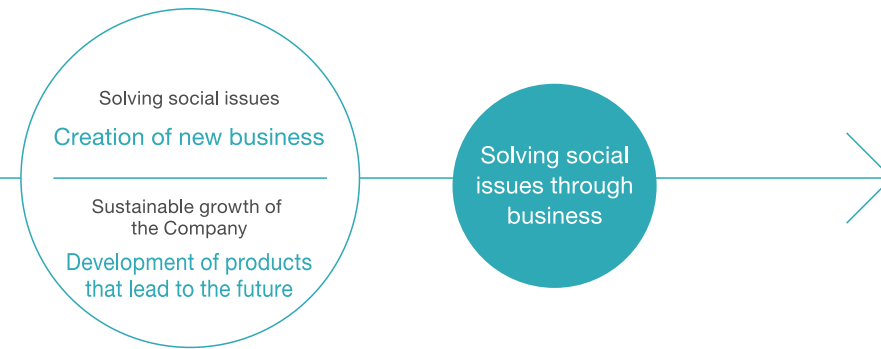 Solving social issues
Creation of new business
Sustainable growth of
the Company
Development of products
that lead to the future
Solving social
issues through
business